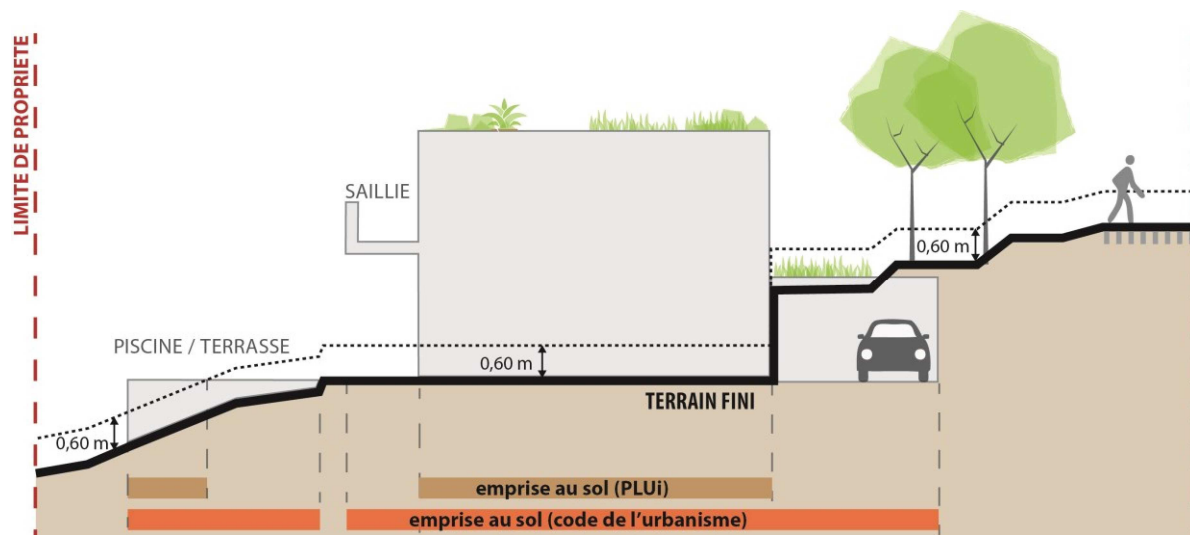 LIMITE DE PROPRIETE
SAILLIE
0,60 m
PISCINE / TERRASSE
0,60 m
TERRAIN FINI
0,60 m
emprise au sol (PLUi)
emprise au sol (code de l'urbanisme)